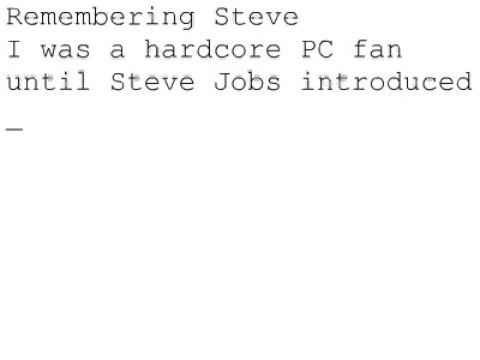 Remembering Steve
I was a hardcore PC fan
until Steve Jobs introduced
_